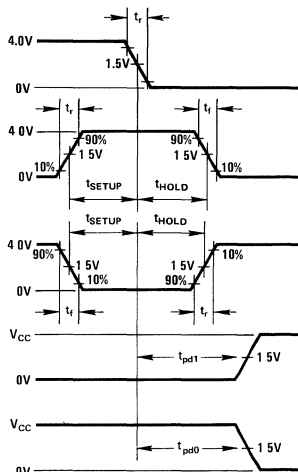 tr
4.0V
1.5V
0V
tr
tf
4 0V
90%
90%
1 5V
1 5V
10%
10%
0V
tSETUP
tHOLD
tSETUP
tHOLD
4 0V
90%
10%
1 5V
1 5V
10%
90%
0V
tf
tr
VCC
tpd1
1 5V
0V
VCC
tpd0
1 5V
0V